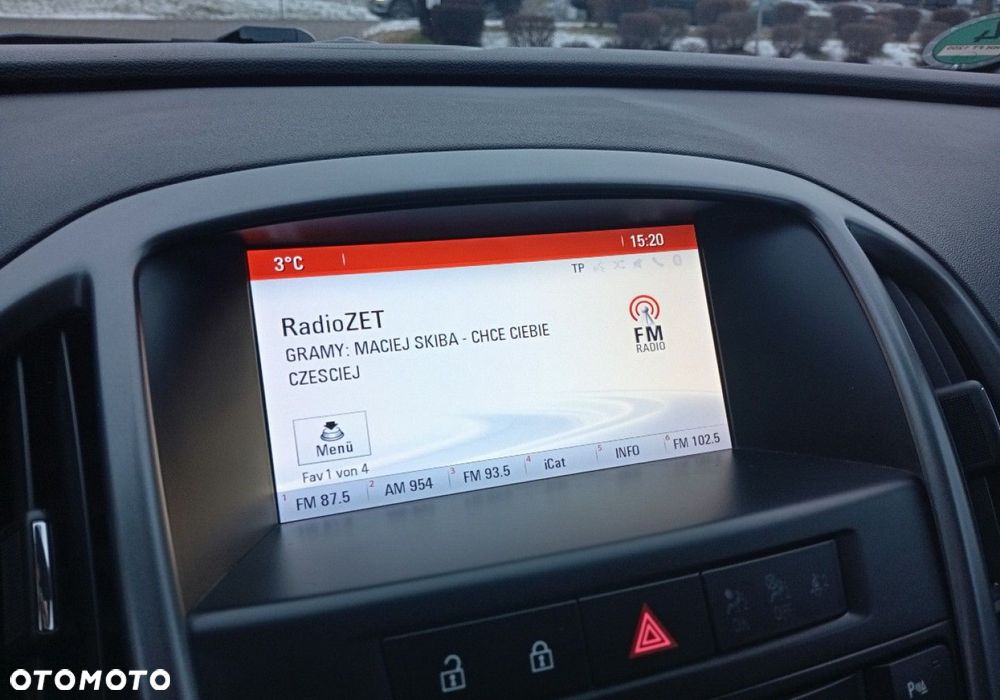 3°C
15:20
TP
RadioZET
GRAMY: MACIEJ SKIBA - CHCE CIEBIE
CZESCIEJ
FM
RADIO
Menü
Fav 1 von 4
1 FM 87.5
2 AM 954
3 FM 93.5
4 iCat
5 INFO
6 FM 102.5
OTOMOTO